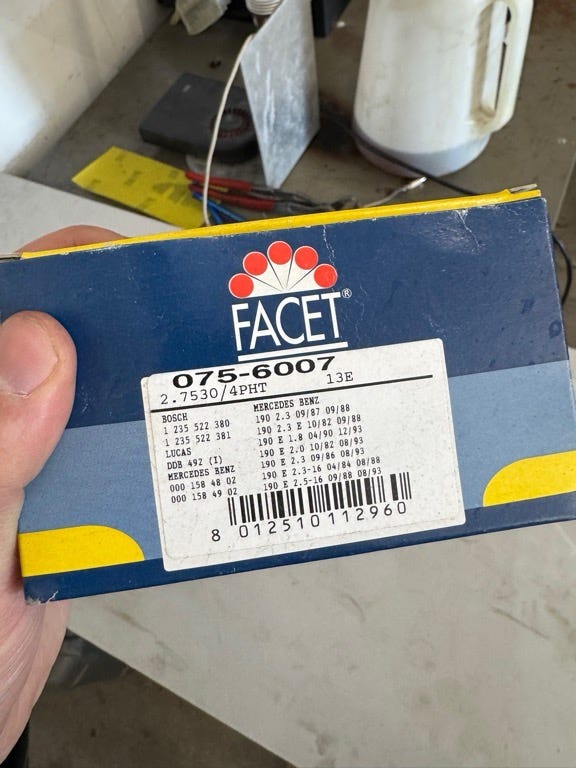 FACET®
075-6007
2.7530/4PHT 13E
BOSCH
1 235 522 380
1 235 522 381
LUCAS
DDB 492 (I)
MERCEDES BENZ
000 158 48 02
000 158 49 02
MERCEDES BENZ
190 2.3 09/87 09/88
190 2.3 E 10/82 09/88
190 E 1.8 04/90 12/93
190 E 2.0 10/82 08/93
190 E 2.3 09/86 08/93
190 E 2.3-16 04/84 08/88
190 E 2.5-16 09/88 08/93
8 012510112960